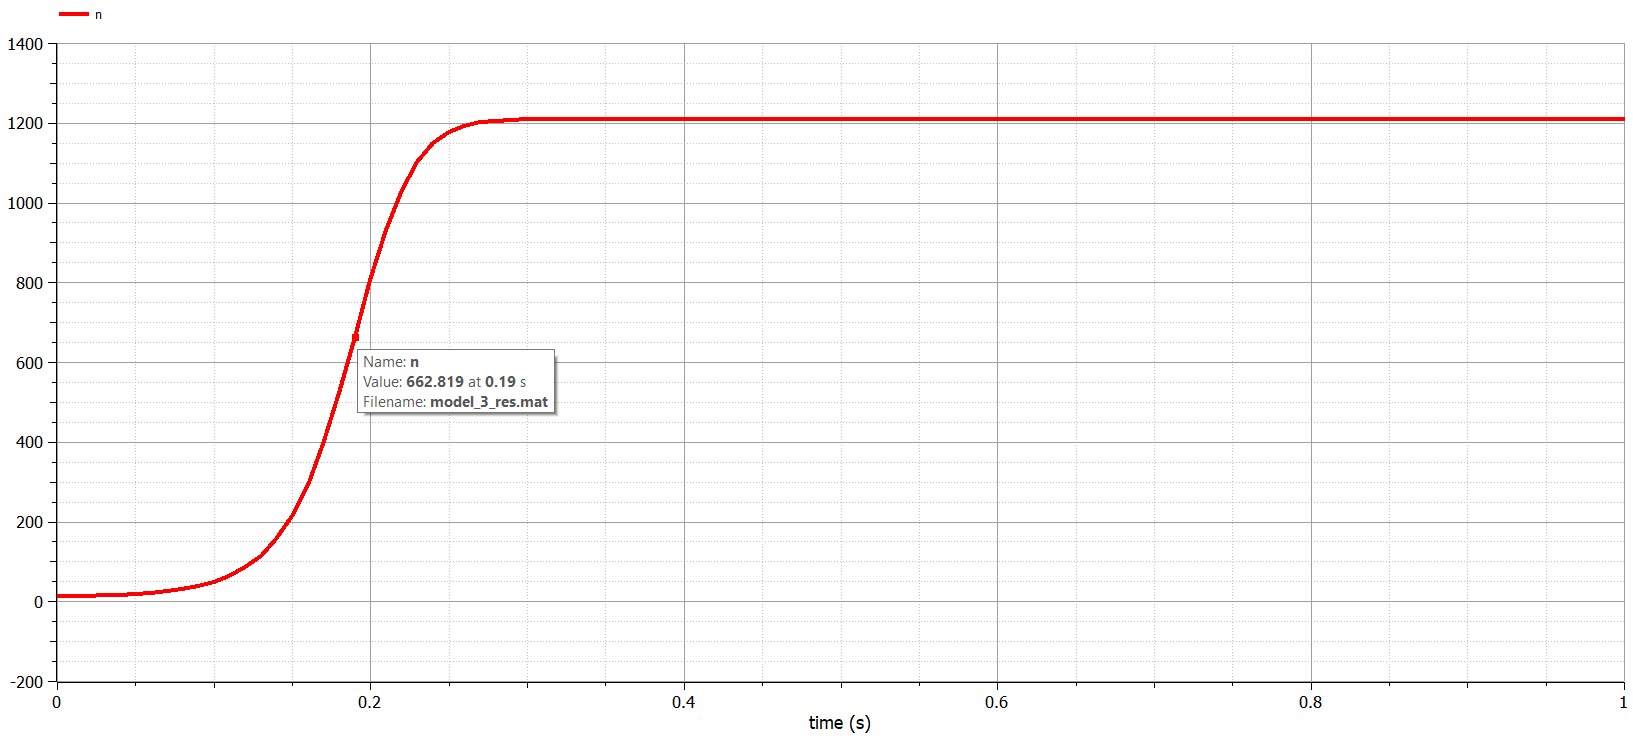 n
1400
1200
1000
800
600
400
200
0
-200
Name: n
Value: 662.819 at 0.19 s
Filename: model_3_res.mat
0 0.2 0.4 0.6 0.8 1
time (s)